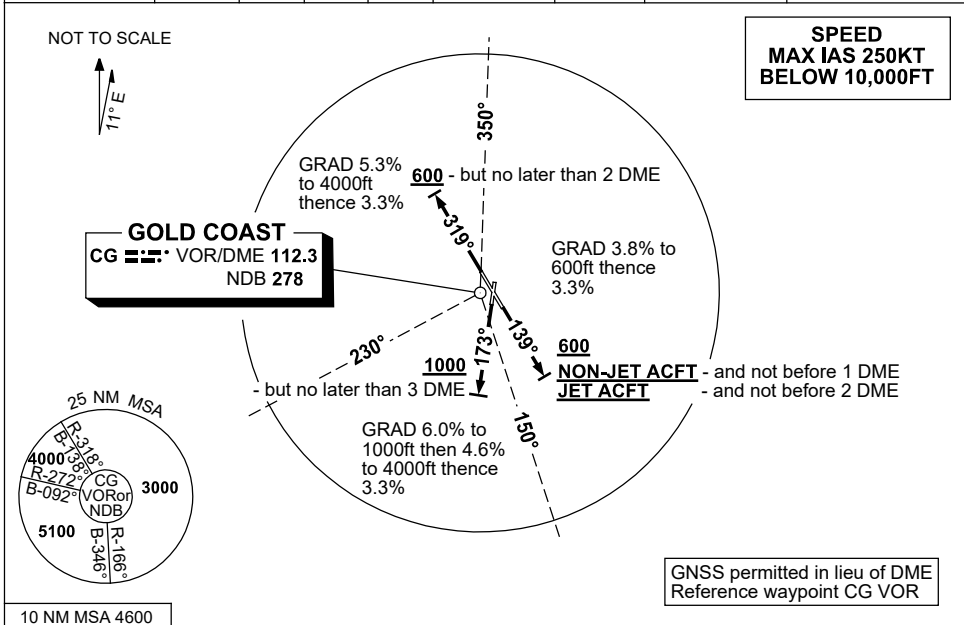 NOT TO SCALE
11° E
SPEED
MAX IAS 250KT
BELOW 10,000FT
350°
GRAD 5.3%
to 4000ft
thence 3.3%
600 - but no later than 2 DME
319°
GOLD COAST
CG VOR/DME 112.3
NDB 278
GRAD 3.8% to
600ft thence
3.3%
230°
173°
139°
1000
- but no later than 3 DME
600
NON-JET ACFT - and not before 1 DME
JET ACFT - and not before 2 DME
150°
GRAD 6.0% to
1000ft then 4.6%
to 4000ft thence
3.3%
25 NM MSA
R-318°
B-138°
4000
R-272°
B-092°
CG
VORor
NDB
3000
5100
B-346°
R-166°
10 NM MSA 4600
GNSS permitted in lieu of DME
Reference waypoint CG VOR